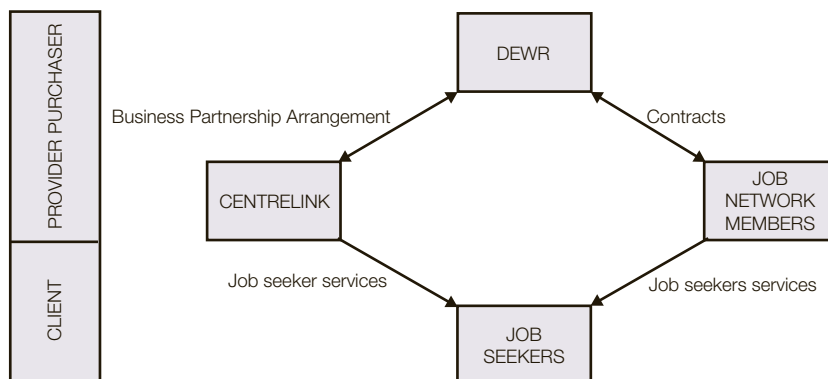 PROVIDER PURCHASER
CLIENT
DEWR
Business Partnership Arrangement
Contracts
CENTRELINK
JOB
NETWORK
MEMBERS
Job seeker services
Job seekers services
JOB
SEEKERS